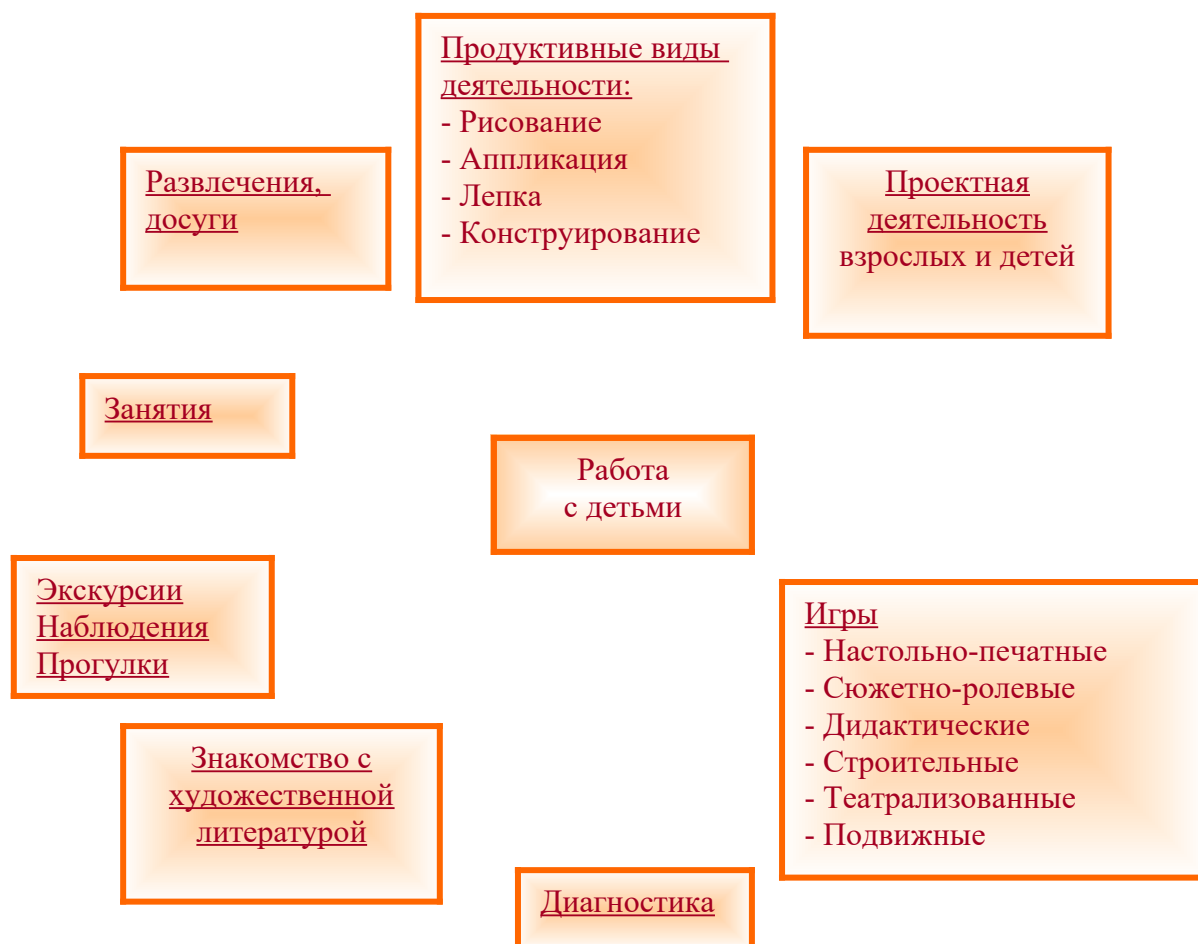 Продуктивные виды
деятельности:
- Рисование
- Аппликация
- Лепка
- Конструирование
Развлечения,
досуги
Проектная
деятельность
взрослых и детей
Занятия
Работа
с детьми
Экскурсии
Наблюдения
Прогулки
Игры
- Настольно-печатные
- Сюжетно-ролевые
- Дидактические
- Строительные
- Театрализованные
- Подвижные
Знакомство с
художественной
литературой
Диагностика